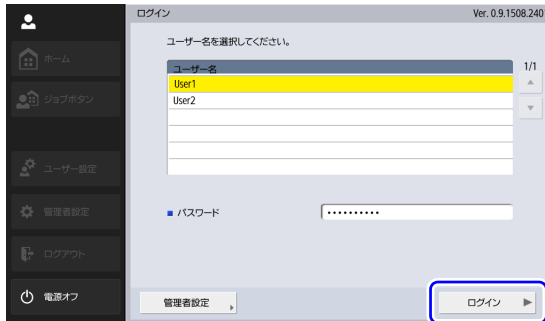 ログイン
Ver. 0.9.1508.240
ホーム
ジョブボタン
ユーザー設定
管理者設定
ログアウト
電源オフ
ユーザー名を選択してください。
ユーザー名
1/1
User1
User2
パスワード
••••••••••
管理者設定
ログイン